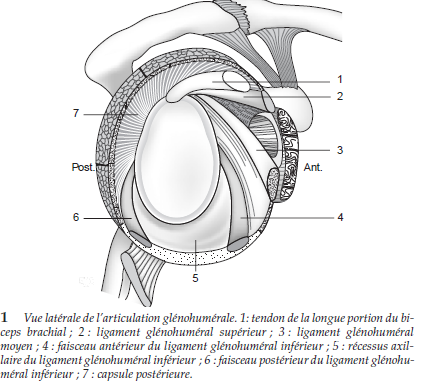 1
2
7
3
Post.
Ant.
6
4
5
1 Vue latérale de l'articulation glénohumérale. 1: tendon de la longue portion du bi-
ceps brachial ; 2 : ligament glénohuméral supérieur ; 3 : ligament glénohuméral
moyen ; 4 : faisceau antérieur du ligament glénohuméral inférieur ; 5 : récessus axil-
laire du ligament glénohuméral inférieur ; 6 : faisceau postérieur du ligament glénohu-
méral inférieur ; 7 : capsule postérieure.